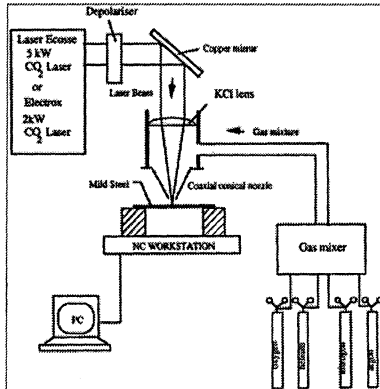 Depolariser
Laser Ecosse
5 kW
CO2 Laser
or
Electrox
2kW
CO2 Laser
Copper mirror
Laser Beam
KCl lens
Gas mixture
Mild Steel
Coaxial conical nozzle
NC WORKSTATION
Gas mixer
PC
oxygen
helium
nitrogen
argon